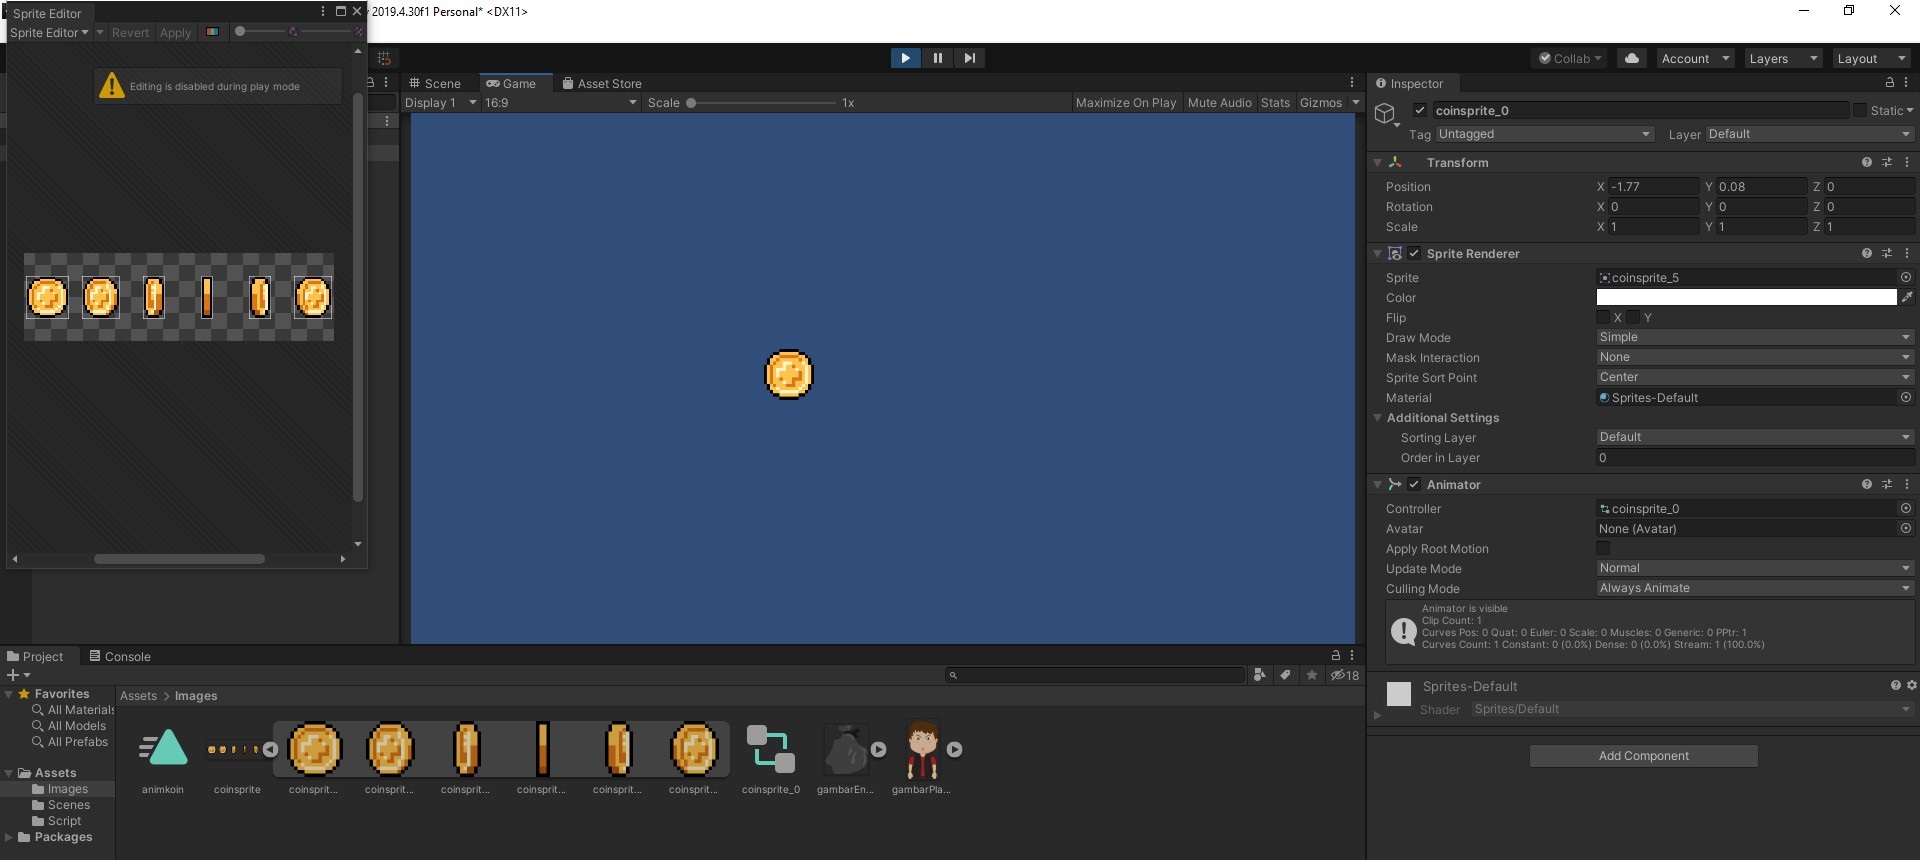 Sprite Editor
2019.4.30f1 Personal* <DX11>
Sprite Editor Revert Apply
Editing is disabled during play mode
Collab Account Layers Layout
Scene Game Asset Store
Display 1 16:9 Scale 1x Maximize On Play Mute Audio Stats Gizmos
Inspector
coinsprite_0 Static
Tag Untagged Layer Default
Transform
Position X -1.77 Y 0.08 Z 0
Rotation X 0 Y 0 Z 0
Scale X 1 Y 1 Z 1
Sprite Renderer
Sprite coinsprite_5
Color
Flip X Y
Draw Mode Simple
Mask Interaction None
Sprite Sort Point Center
Material Sprites-Default
Additional Settings
Sorting Layer Default
Order in Layer 0
Animator
Controller coinsprite_0
Avatar None (Avatar)
Apply Root Motion
Update Mode Normal
Culling Mode Always Animate
Animator is visible
Clip Count: 1
Curves Pos: 0 Quat: 0 Euler: 0 Scale: 0 Muscles: 0 Generic: 0 PPtr: 1
Curves Count: 1 Constant: 0 (0.0%) Dense: 0 (0.0%) Stream: 1 (100.0%)
Sprites-Default
Shader Sprites/Default
Add Component
Project Console
18
Favorites
All Materials
All Models
All Prefabs
Assets
Images
Scenes
Script
Packages
Assets > Images
animkoin coinsprite coinsprit... coinsprit... coinsprit... coinsprit... coinsprit... coinsprit... coinsprite_0 gambarEn... gambarPla...